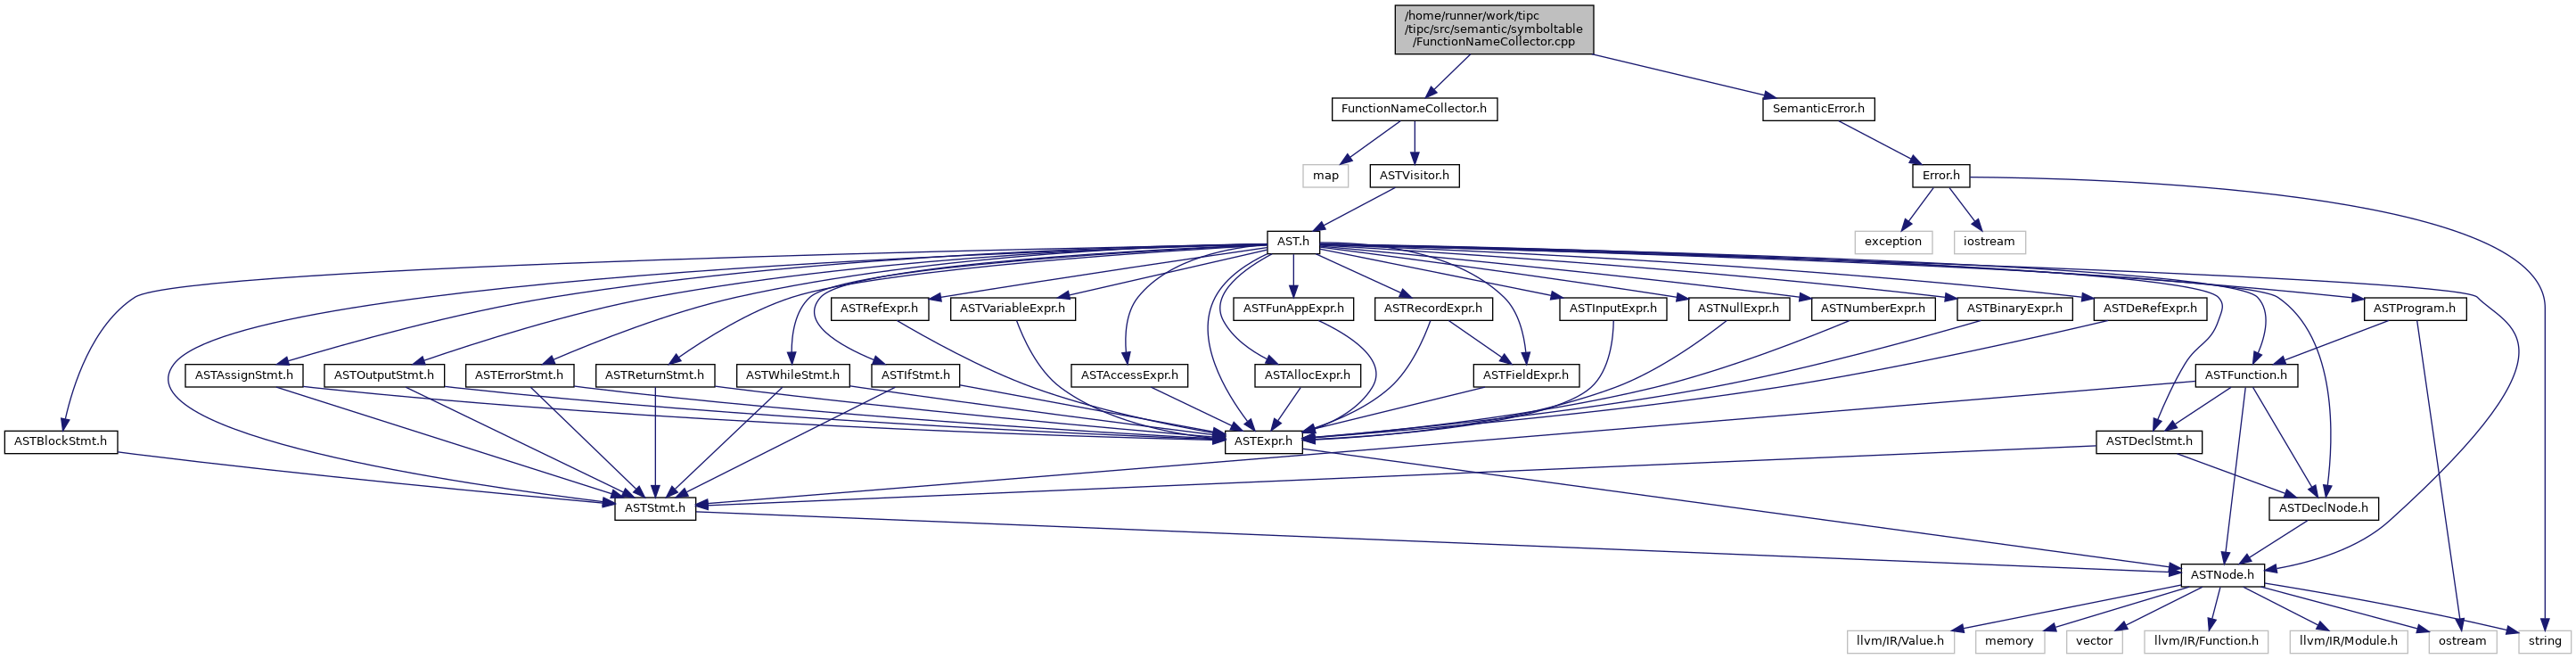 /home/runner/work/tipc
/tipc/src/semantic/symboltable
/FunctionNameCollector.cpp
FunctionNameCollector.h
SemanticError.h
map
ASTVisitor.h
Error.h
AST.h
exception
iostream
ASTRefExpr.h
ASTVariableExpr.h
ASTFunAppExpr.h
ASTRecordExpr.h
ASTInputExpr.h
ASTNullExpr.h
ASTNumberExpr.h
ASTBinaryExpr.h
ASTDeRefExpr.h
ASTProgram.h
ASTAssignStmt.h
ASTOutputStmt.h
ASTErrorStmt.h
ASTReturnStmt.h
ASTWhileStmt.h
ASTIfStmt.h
ASTAccessExpr.h
ASTAllocExpr.h
ASTFieldExpr.h
ASTFunction.h
ASTBlockStmt.h
ASTExpr.h
ASTDeclStmt.h
ASTStmt.h
ASTDeclNode.h
ASTNode.h
llvm/IR/Value.h
memory
vector
llvm/IR/Function.h
llvm/IR/Module.h
ostream
string